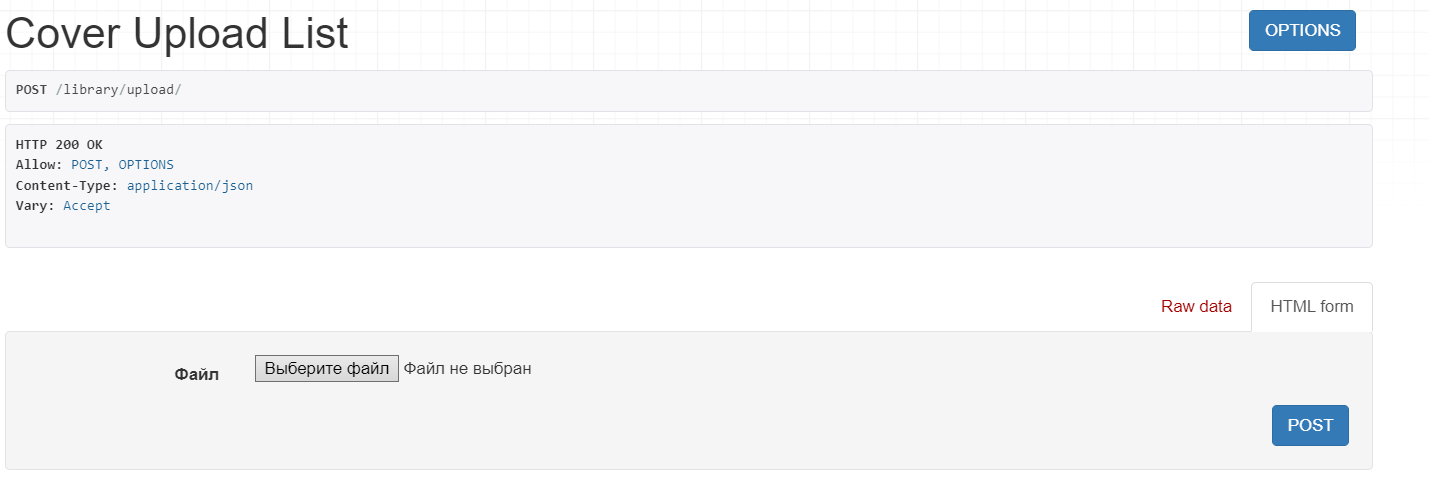 Cover Upload List
OPTIONS
POST /library/upload/
HTTP 200 OK
Allow: POST, OPTIONS
Content-Type: application/json
Vary: Accept
Raw data
HTML form
Файл
Выберите файл Файл не выбран
POST